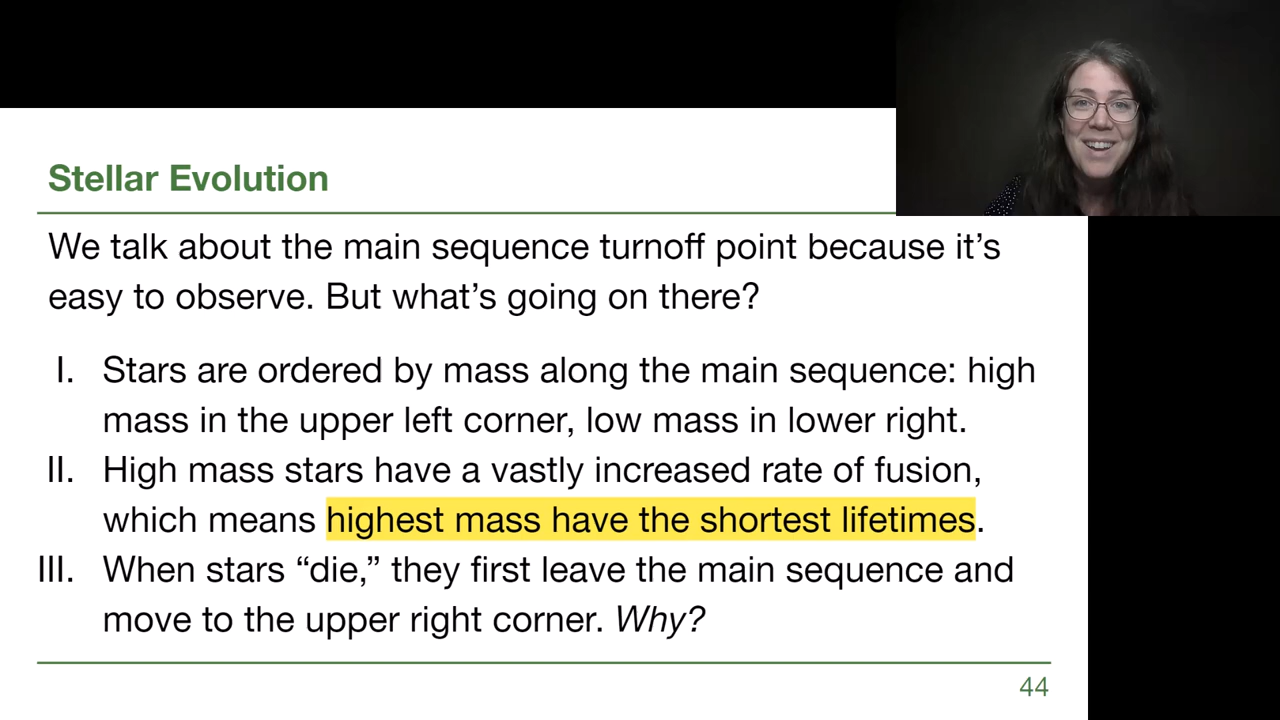 Stellar Evolution
We talk about the main sequence turnoff point because it’s
easy to observe. But what’s going on there?
I. Stars are ordered by mass along the main sequence: high
mass in the upper left corner, low mass in lower right.
II. High mass stars have a vastly increased rate of fusion,
which means highest mass have the shortest lifetimes.
III. When stars “die,” they first leave the main sequence and
move to the upper right corner. Why?
44